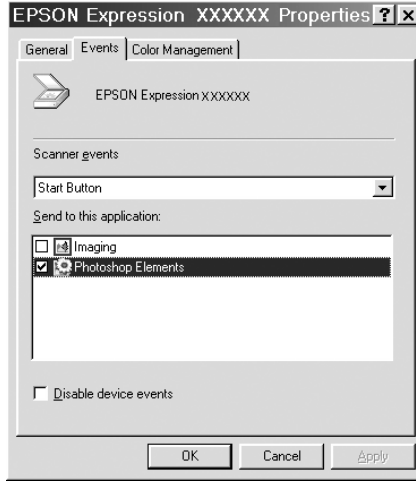 EPSON Expression XXXXXX Properties ? X
General Events Color Management
EPSON Expression XXXXXX
Scanner events
Start Button
Send to this application:
Imaging
Photoshop Elements
Disable device events
OK Cancel Apply